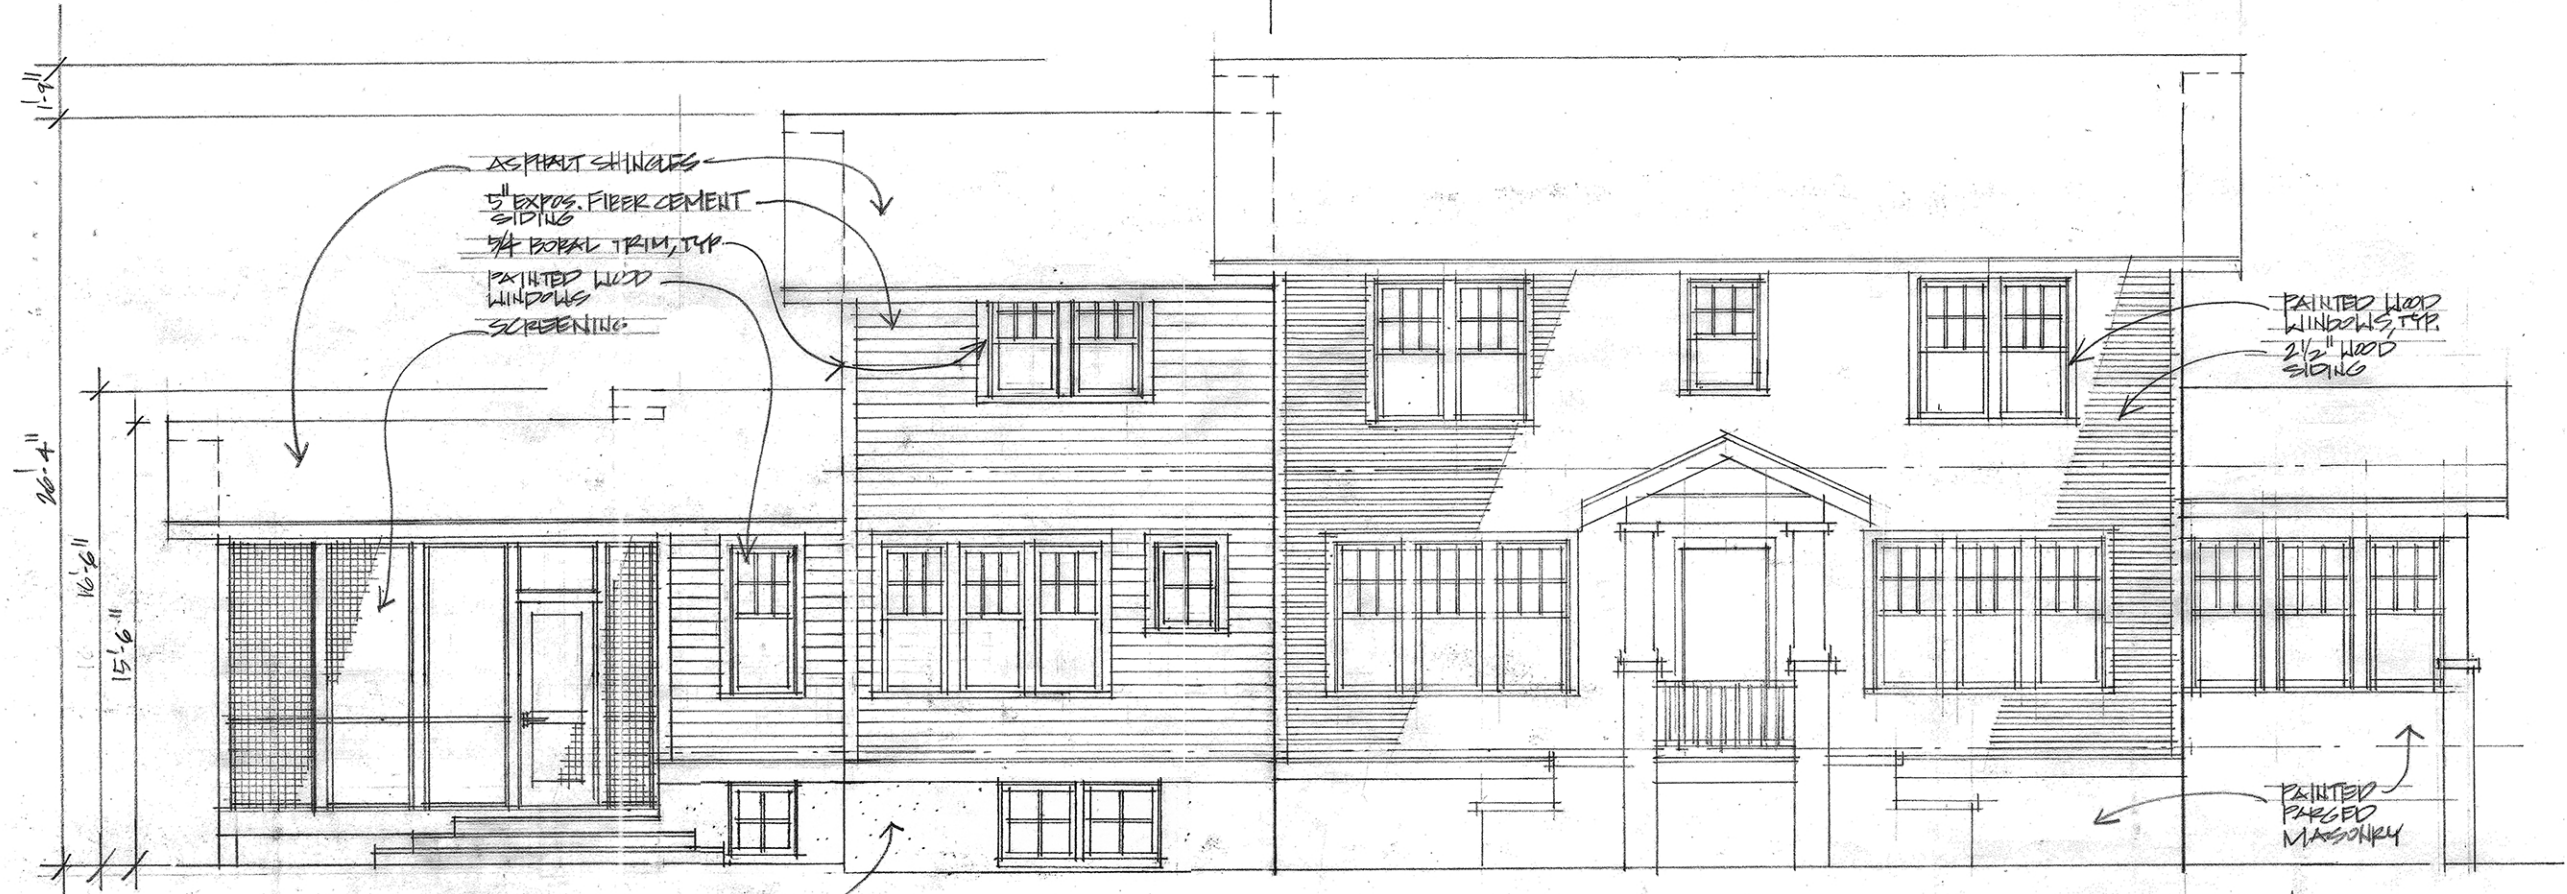 1'-9"
ASPHALT SHINGLES
5" EXPOS. FIBER CEMENT
SIDING
5/4 BORAL TRIM, TYP.
PAINTED WOOD
WINDOWS
SCREENING
26'-4"
16'-6"
15'-6"
PAINTED WOOD
WINDOWS, TYP.
2 1/2" WOOD
SIDING
PAINTED
PARGED
MASONRY